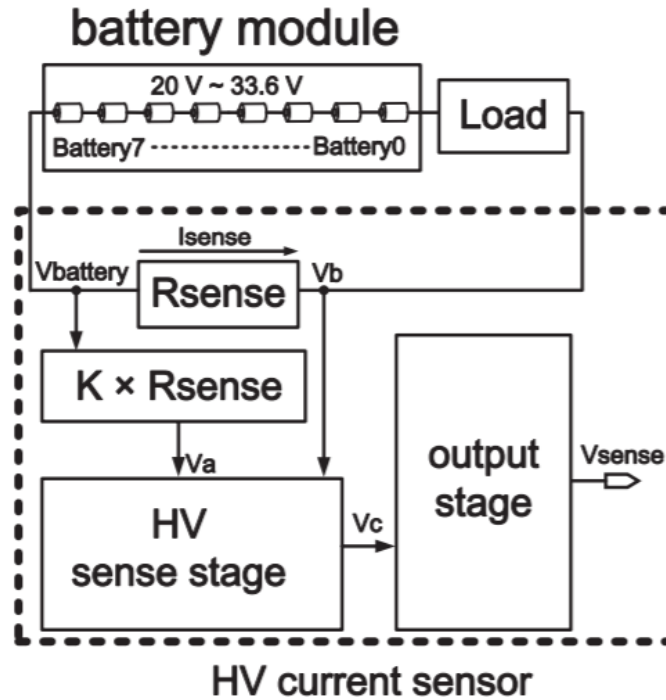 battery module
20 V ~ 33.6 V
Battery7 ------------- Battery0
Load
Isense
Vbattery
Rsense
Vb
K × Rsense
Va
HV
sense stage
Vc
output
stage
Vsense
HV current sensor